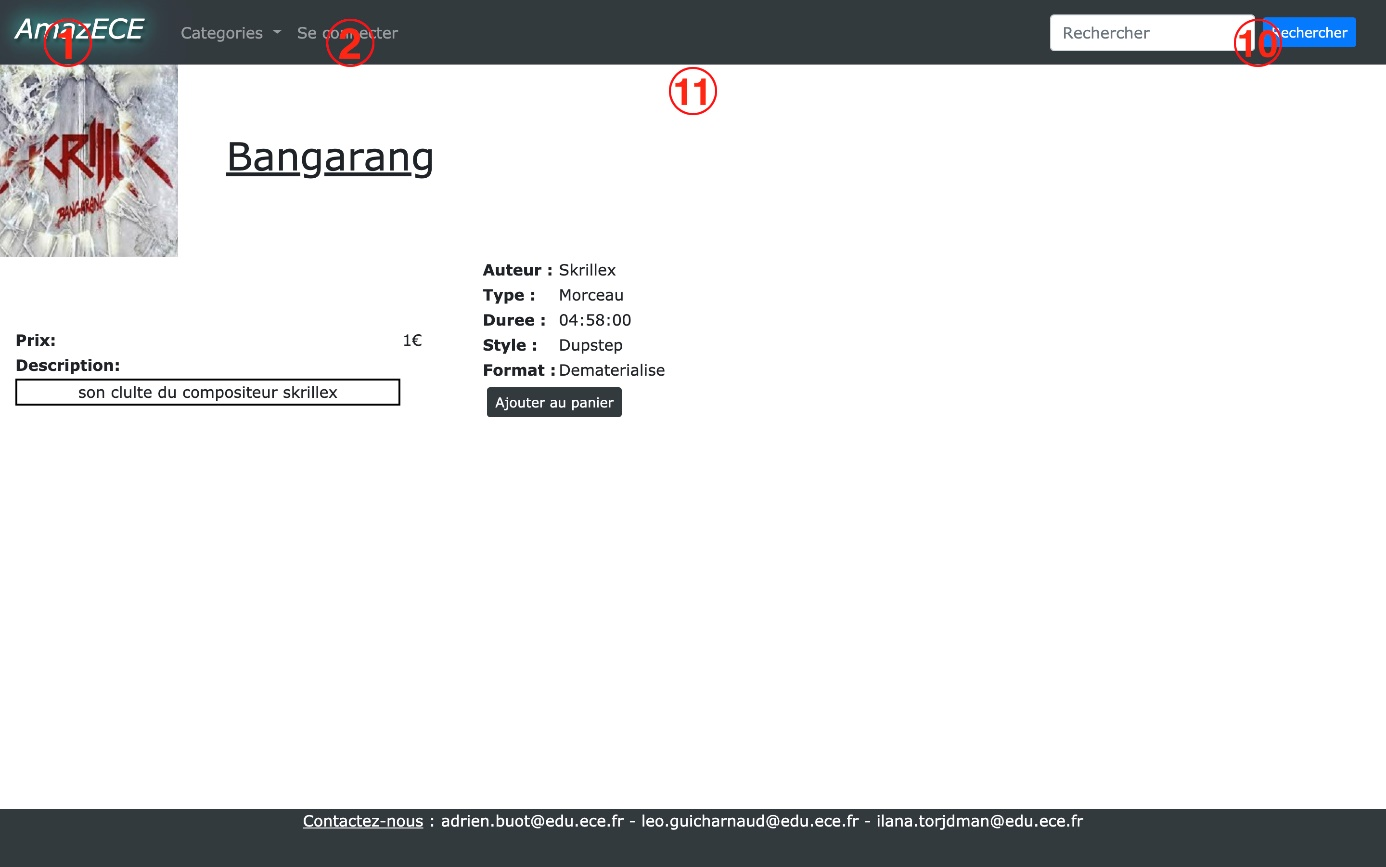 AmazECE Categories Se connecter Rechercher Rechercher
1 2 10
11
SKRILLEX
BANGARANG
Bangarang
Auteur : Skrillex
Type : Morceau
Duree : 04:58:00
Style : Dupstep
Format : Dematerialise
Ajouter au panier
Prix: 1€
Description:
son clulte du compositeur skrillex
Contactez-nous : adrien.buot@edu.ece.fr - leo.guicharnaud@edu.ece.fr - ilana.torjdman@edu.ece.fr